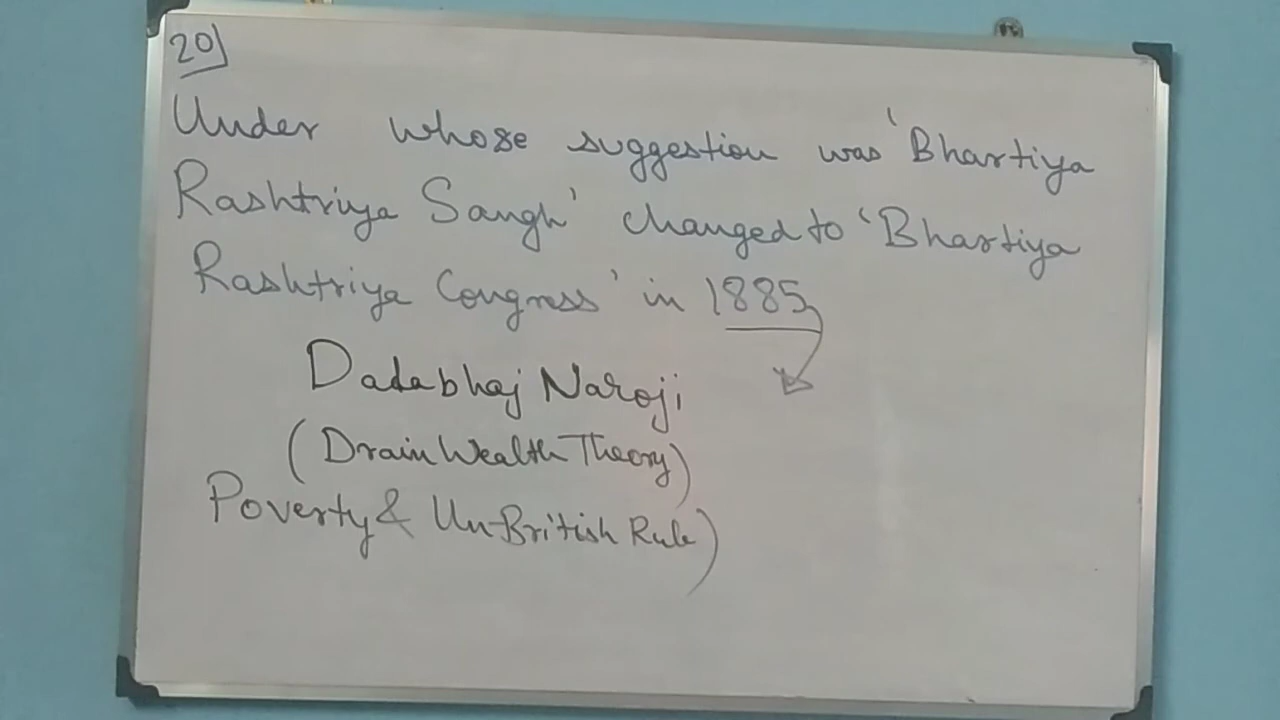 20)
Under whose suggestion was 'Bhartiya
Rashtriya Sangh' changed to 'Bhartiya
Rashtriya Congress' in 1885
Dadabhai Naroji
(Drain Wealth Theory)
Poverty & Un-British Rule)